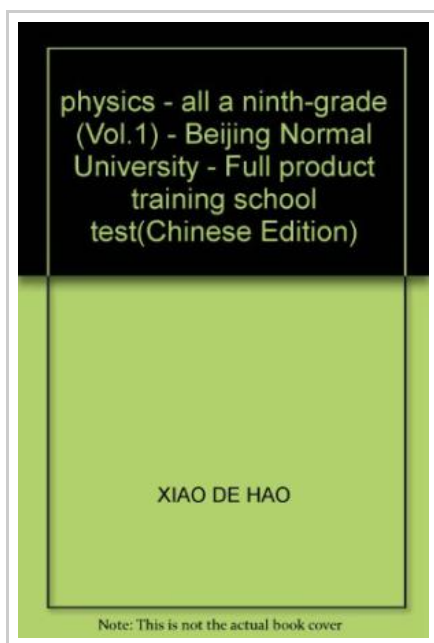 physics - all a ninth-grade
(Vol.1) - Beijing Normal
University - Full product
training school
test(Chinese Edition)
XIAO DE HAO
Note: This is not the actual book cover